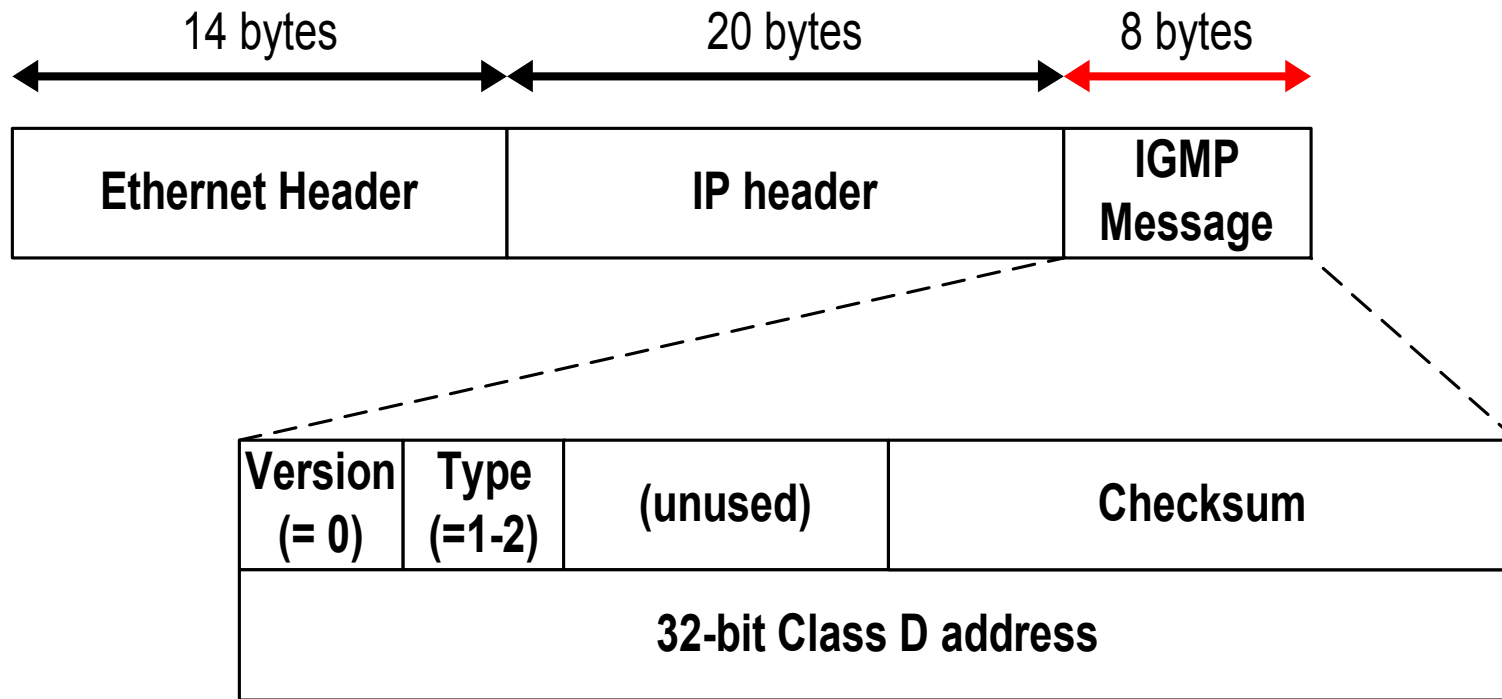 14 bytes
20 bytes
8 bytes
Ethernet Header
IP header
IGMP
Message
Version
(= 0)
Type
(=1-2)
(unused)
Checksum
32-bit Class D address